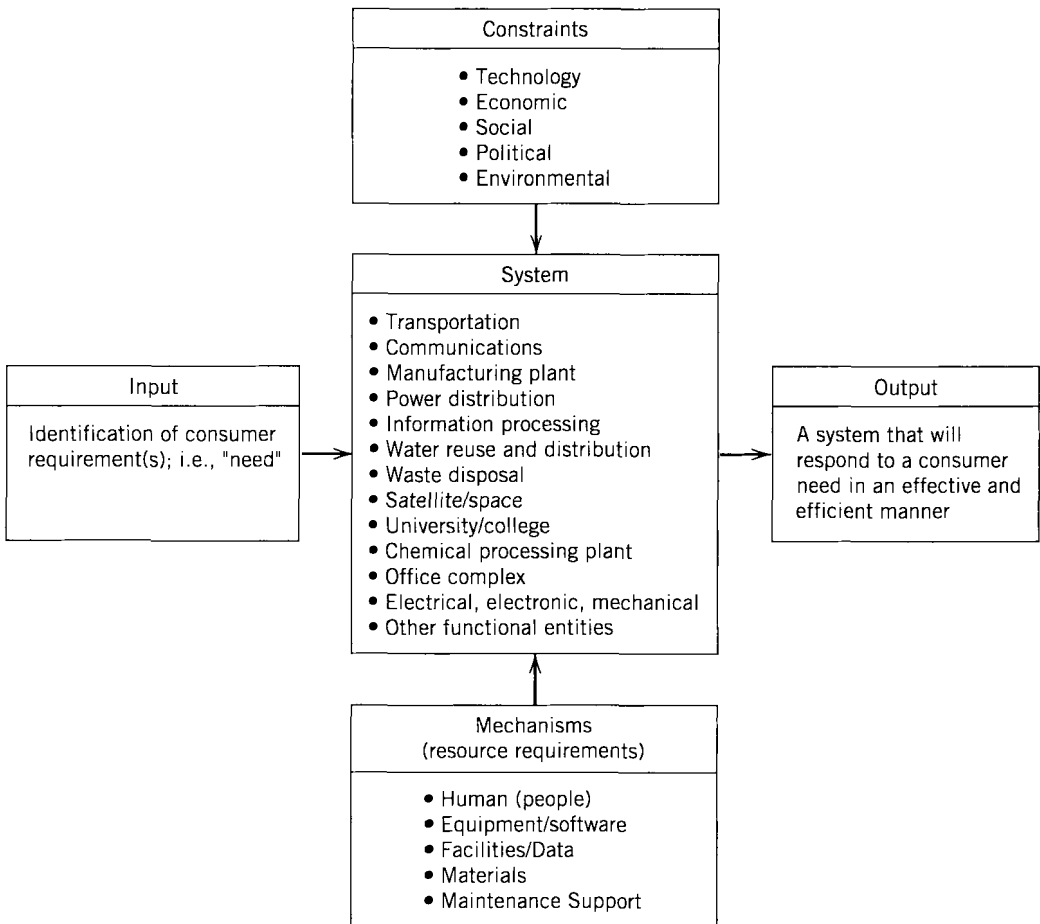 Constraints
• Technology
• Economic
• Social
• Political
• Environmental
System
• Transportation
• Communications
• Manufacturing plant
• Power distribution
• Information processing
• Water reuse and distribution
• Waste disposal
• Satellite/space
• University/college
• Chemical processing plant
• Office complex
• Electrical, electronic, mechanical
• Other functional entities
Input
Identification of consumer
requirement(s); i.e., "need"
Output
A system that will
respond to a consumer
need in an effective and
efficient manner
Mechanisms
(resource requirements)
• Human (people)
• Equipment/software
• Facilities/Data
• Materials
• Maintenance Support